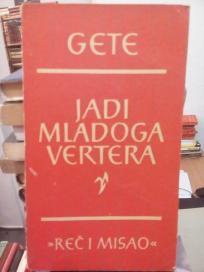 GETE
JADI
MLADOGA
VERTERA
»REČ I MISAO«